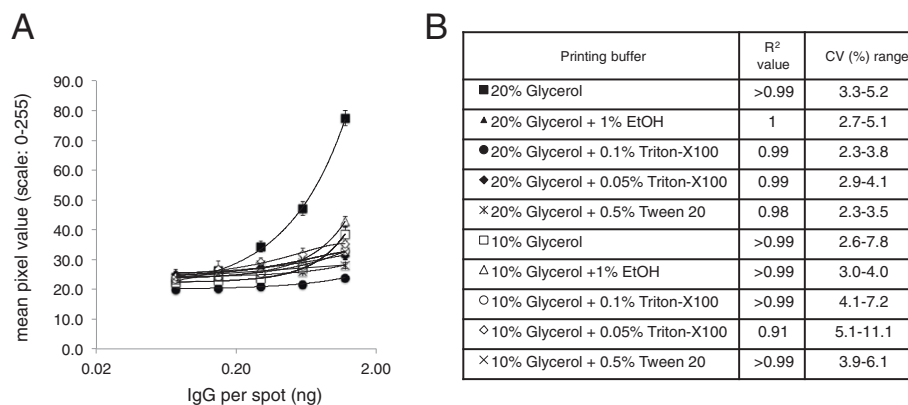 A
mean pixel value (scale: 0-255)
90.0
80.0
70.0
60.0
50.0
40.0
30.0
20.0
10.0
0.0
0.02
0.20
2.00
IgG per spot (ng)
B
Printing buffer R² value CV (%) range
20% Glycerol >0.99 3.3-5.2
20% Glycerol + 1% EtOH 1 2.7-5.1
20% Glycerol + 0.1% Triton-X100 0.99 2.3-3.8
20% Glycerol + 0.05% Triton-X100 0.99 2.9-4.1
20% Glycerol + 0.5% Tween 20 0.98 2.3-3.5
10% Glycerol >0.99 2.6-7.8
10% Glycerol +1% EtOH >0.99 3.0-4.0
10% Glycerol + 0.1% Triton-X100 >0.99 4.1-7.2
10% Glycerol + 0.05% Triton-X100 0.91 5.1-11.1
10% Glycerol + 0.5% Tween 20 >0.99 3.9-6.1